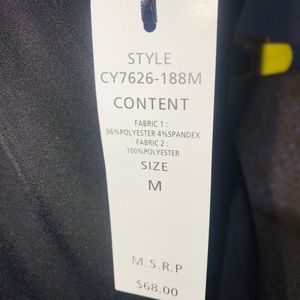 STYLE
CY7626-188M
CONTENT
FABRIC 1 :
96%POLYESTER 4%SPANDEX
FABRIC 2 :
100%POLYESTER
SIZE
M
M.S.R.P
$68.00